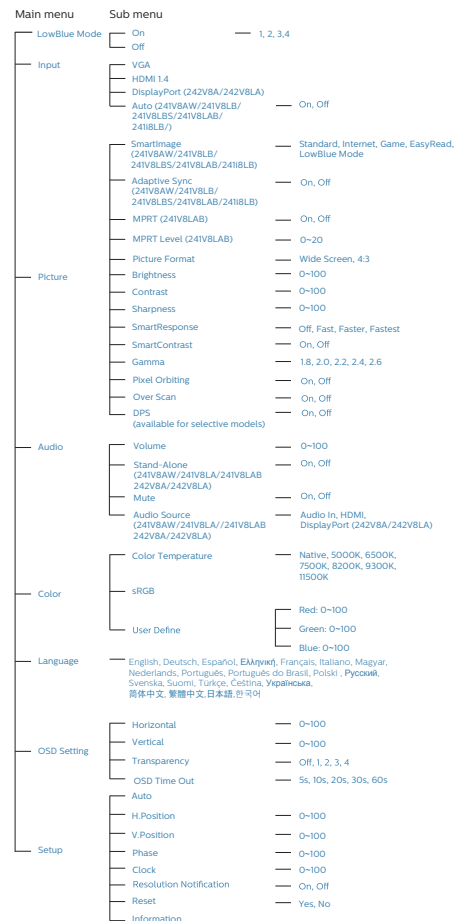 Main menu Sub menu
LowBlue Mode On 1, 2, 3,4
Off
Input VGA
HDMI 1.4
DisplayPort (242V8A/242V8LA)
Auto (241V8AW/241V8LB/ On, Off
241V8LBS/241V8LAB/
241i8LB/)
SmartImage Standard, Internet, Game, EasyRead,
(241V8AW/241V8LB/ LowBlue Mode
241V8LBS/241V8LAB/241i8LB)
Adaptive Sync On, Off
(241V8AW/241V8LB/
241V8LBS/241V8LAB/241i8LB)
MPRT (241V8LAB) On, Off
MPRT Level (241V8LAB) 0~20
Picture Format Wide Screen, 4:3
Picture Brightness 0~100
Contrast 0~100
Sharpness 0~100
SmartResponse Off, Fast, Faster, Fastest
SmartContrast On, Off
Gamma 1.8, 2.0, 2.2, 2.4, 2.6
Pixel Orbiting On, Off
Over Scan On, Off
DPS On, Off
(available for selective models)
Audio Volume 0~100
Stand-Alone On, Off
(241V8AW/241V8LA/241V8LAB
242V8A/242V8LA)
Mute On, Off
Audio Source Audio In, HDMI,
(241V8AW/241V8LA//241V8LAB DisplayPort (242V8A/242V8LA)
242V8A/242V8LA)
Color Temperature Native, 5000K, 6500K,
7500K, 8200K, 9300K,
11500K
Color sRGB
Red: 0~100
User Define Green: 0~100
Blue: 0~100
Language English, Deutsch, Español, Ελληνική, Français, Italiano, Magyar,
Nederlands, Português, Português do Brasil, Polski , Русский,
Svenska, Suomi, Türkçe, Čeština, Українська,
简体中文, 繁體中文,日本語,한국어
Horizontal 0~100
OSD Setting Vertical 0~100
Transparency Off, 1, 2, 3, 4
OSD Time Out 5s, 10s, 20s, 30s, 60s
Auto
H.Position 0~100
V.Position 0~100
Setup Phase 0~100
Clock 0~100
Resolution Notification On, Off
Reset Yes, No
Information